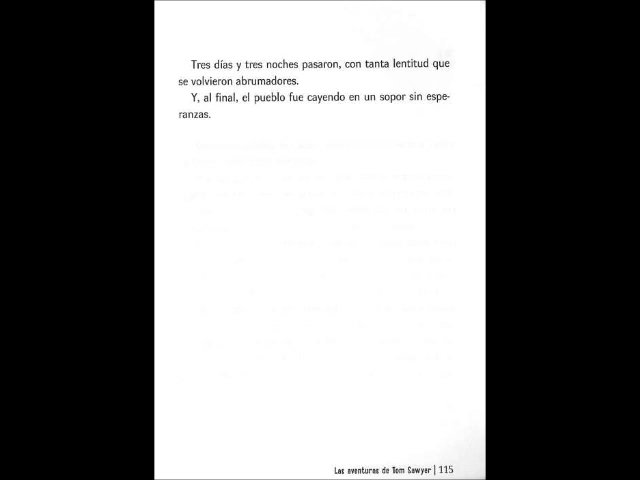 Tres días y tres noches pasaron, con tanta lentitud que
se volvieron abrumadores.
Y, al final, el pueblo fue cayendo en un sopor sin espe-
ranzas.
Las aventuras de Tom Sawyer | 115